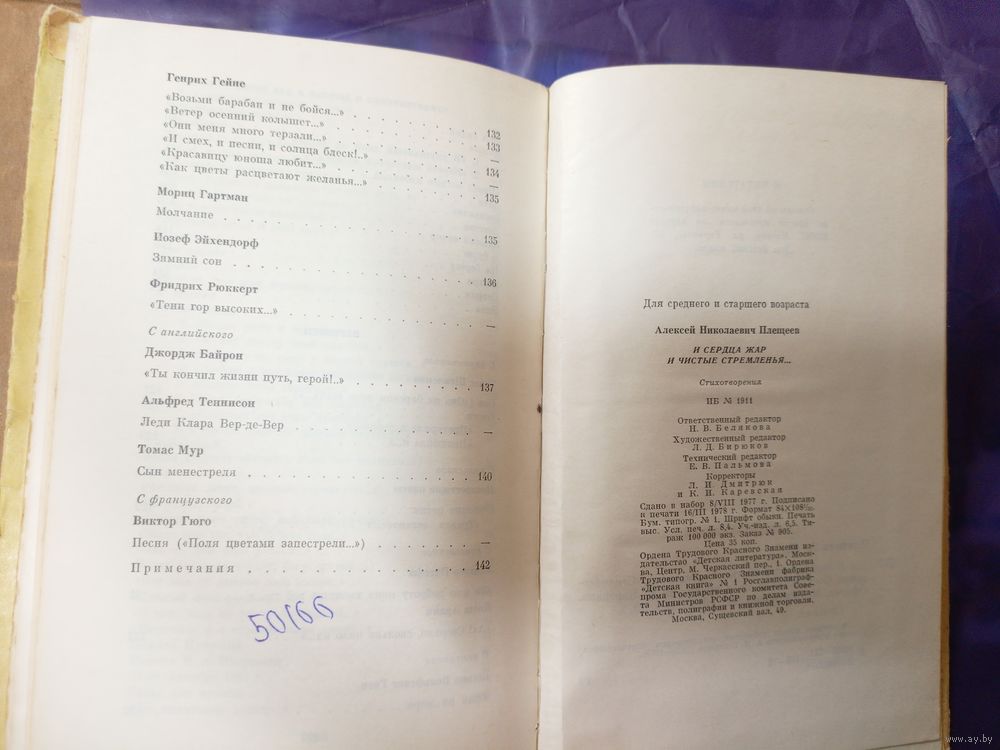 Генрих Гейне
«Возьми барабан и не бойся...» . . . . . . . . . 132
«Ветер осенний колышет...» . . . . . . . . . . 133
«Они меня много терзали...» . . . . . . . . . . —
«И смех, и песни, и солнца блеск!..» . . . . . . . 134
«Красавицу юноша любит...» . . . . . . . . . . —
«Как цветы расцветают желанья...» . . . . . . . . 135
Мориц Гартман
Молчание . . . . . . . . . . . . . . . . 135
Иозеф Эйхендорф
Зимний сон . . . . . . . . . . . . . . . 136
Фридрих Рюккерт
«Тени гор высоких...» . . . . . . . . . . . . —
С английского
Джордж Байрон
«Ты кончил жизни путь, герой!..» . . . . . . . . . 137
Альфред Теннисон
Леди Клара Вер-де-Вер . . . . . . . . . . . . —
Томас Мур
Сын менестреля . . . . . . . . . . . . . . 140
С французского
Виктор Гюго
Песня («Поля цветами запестрели...») . . . . . . . —
Примечания . . . . . . . . . . . . . . . 142
50166
Для среднего и старшего возраста
Алексей Николаевич Плещеев
И СЕРДЦА ЖАР
И ЧИСТЫЕ СТРЕМЛЕНЬЯ...
Стихотворения
ИБ № 1911
Ответственный редактор
Н. В. Белякова
Художественный редактор
Л. Д. Бирюков
Технический редактор
Е. В. Пальмова
Корректоры
Л. И. Дмитрюк
и К. И. Каревская
Сдано в набор 8/VIII 1977 г. Подписано
к печати 16/III 1978 г. Формат 84×108¹/₃₂.
Бум. типогр. № 1. Шрифт обыкн. Печать
выс. Усл. печ. л. 8,4. Уч.-изд. л. 6,5. Ти-
раж 100 000 экз. Заказ № 905.
Цена 35 коп.
Ордена Трудового Красного Знамени из-
дательство «Детская литература». Моск-
ва, Центр, М. Черкасский пер., 1. Ордена
Трудового Красного Знамени фабрика
«Детская книга» № 1 Росглавполиграф-
прома Государственного комитета Сове-
та Министров РСФСР по делам изда-
тельств, полиграфии и книжной торговли.
Москва, Сущевский вал, 49.
www.ay.by